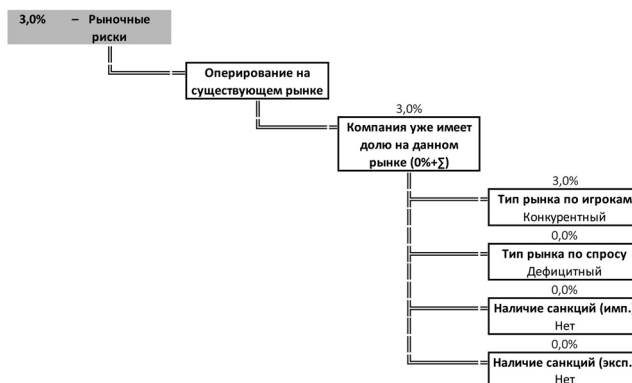 3,0% – Рыночные
риски
Оперирование на
существующем рынке
3,0%
Компания уже имеет
долю на данном
рынке (0%+∑)
3,0%
Тип рынка по игрокам
Конкурентный
0,0%
Тип рынка по спросу
Дефицитный
0,0%
Наличие санкций (имп.)
Нет
0,0%
Наличие санкций (эксп.
Нет